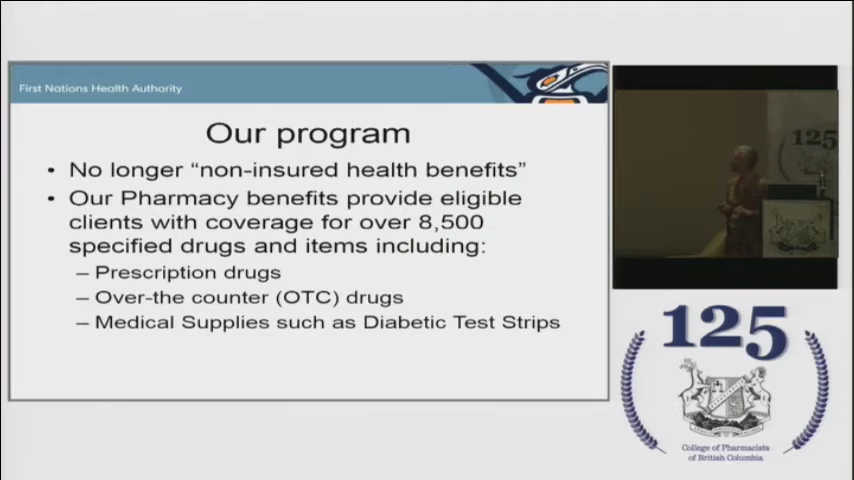 First Nations Health Authority
Our program
• No longer “non-insured health benefits”
• Our Pharmacy benefits provide eligible
clients with coverage for over 8,500
specified drugs and items including:
– Prescription drugs
– Over-the counter (OTC) drugs
– Medical Supplies such as Diabetic Test Strips
125
125
College of Pharmacists
of British Columbia